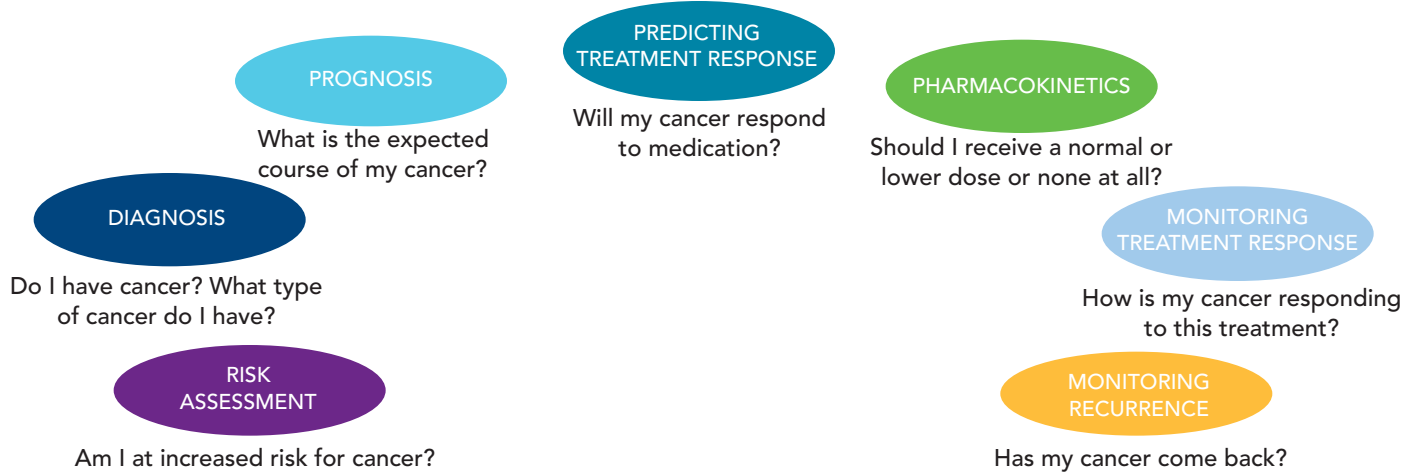 RISK
ASSESSMENT
Am I at increased risk for cancer?
DIAGNOSIS
Do I have cancer? What type
of cancer do I have?
PROGNOSIS
What is the expected
course of my cancer?
PREDICTING
TREATMENT RESPONSE
Will my cancer respond
to medication?
PHARMACOKINETICS
Should I receive a normal or
lower dose or none at all?
MONITORING
TREATMENT RESPONSE
How is my cancer responding
to this treatment?
MONITORING
RECURRENCE
Has my cancer come back?